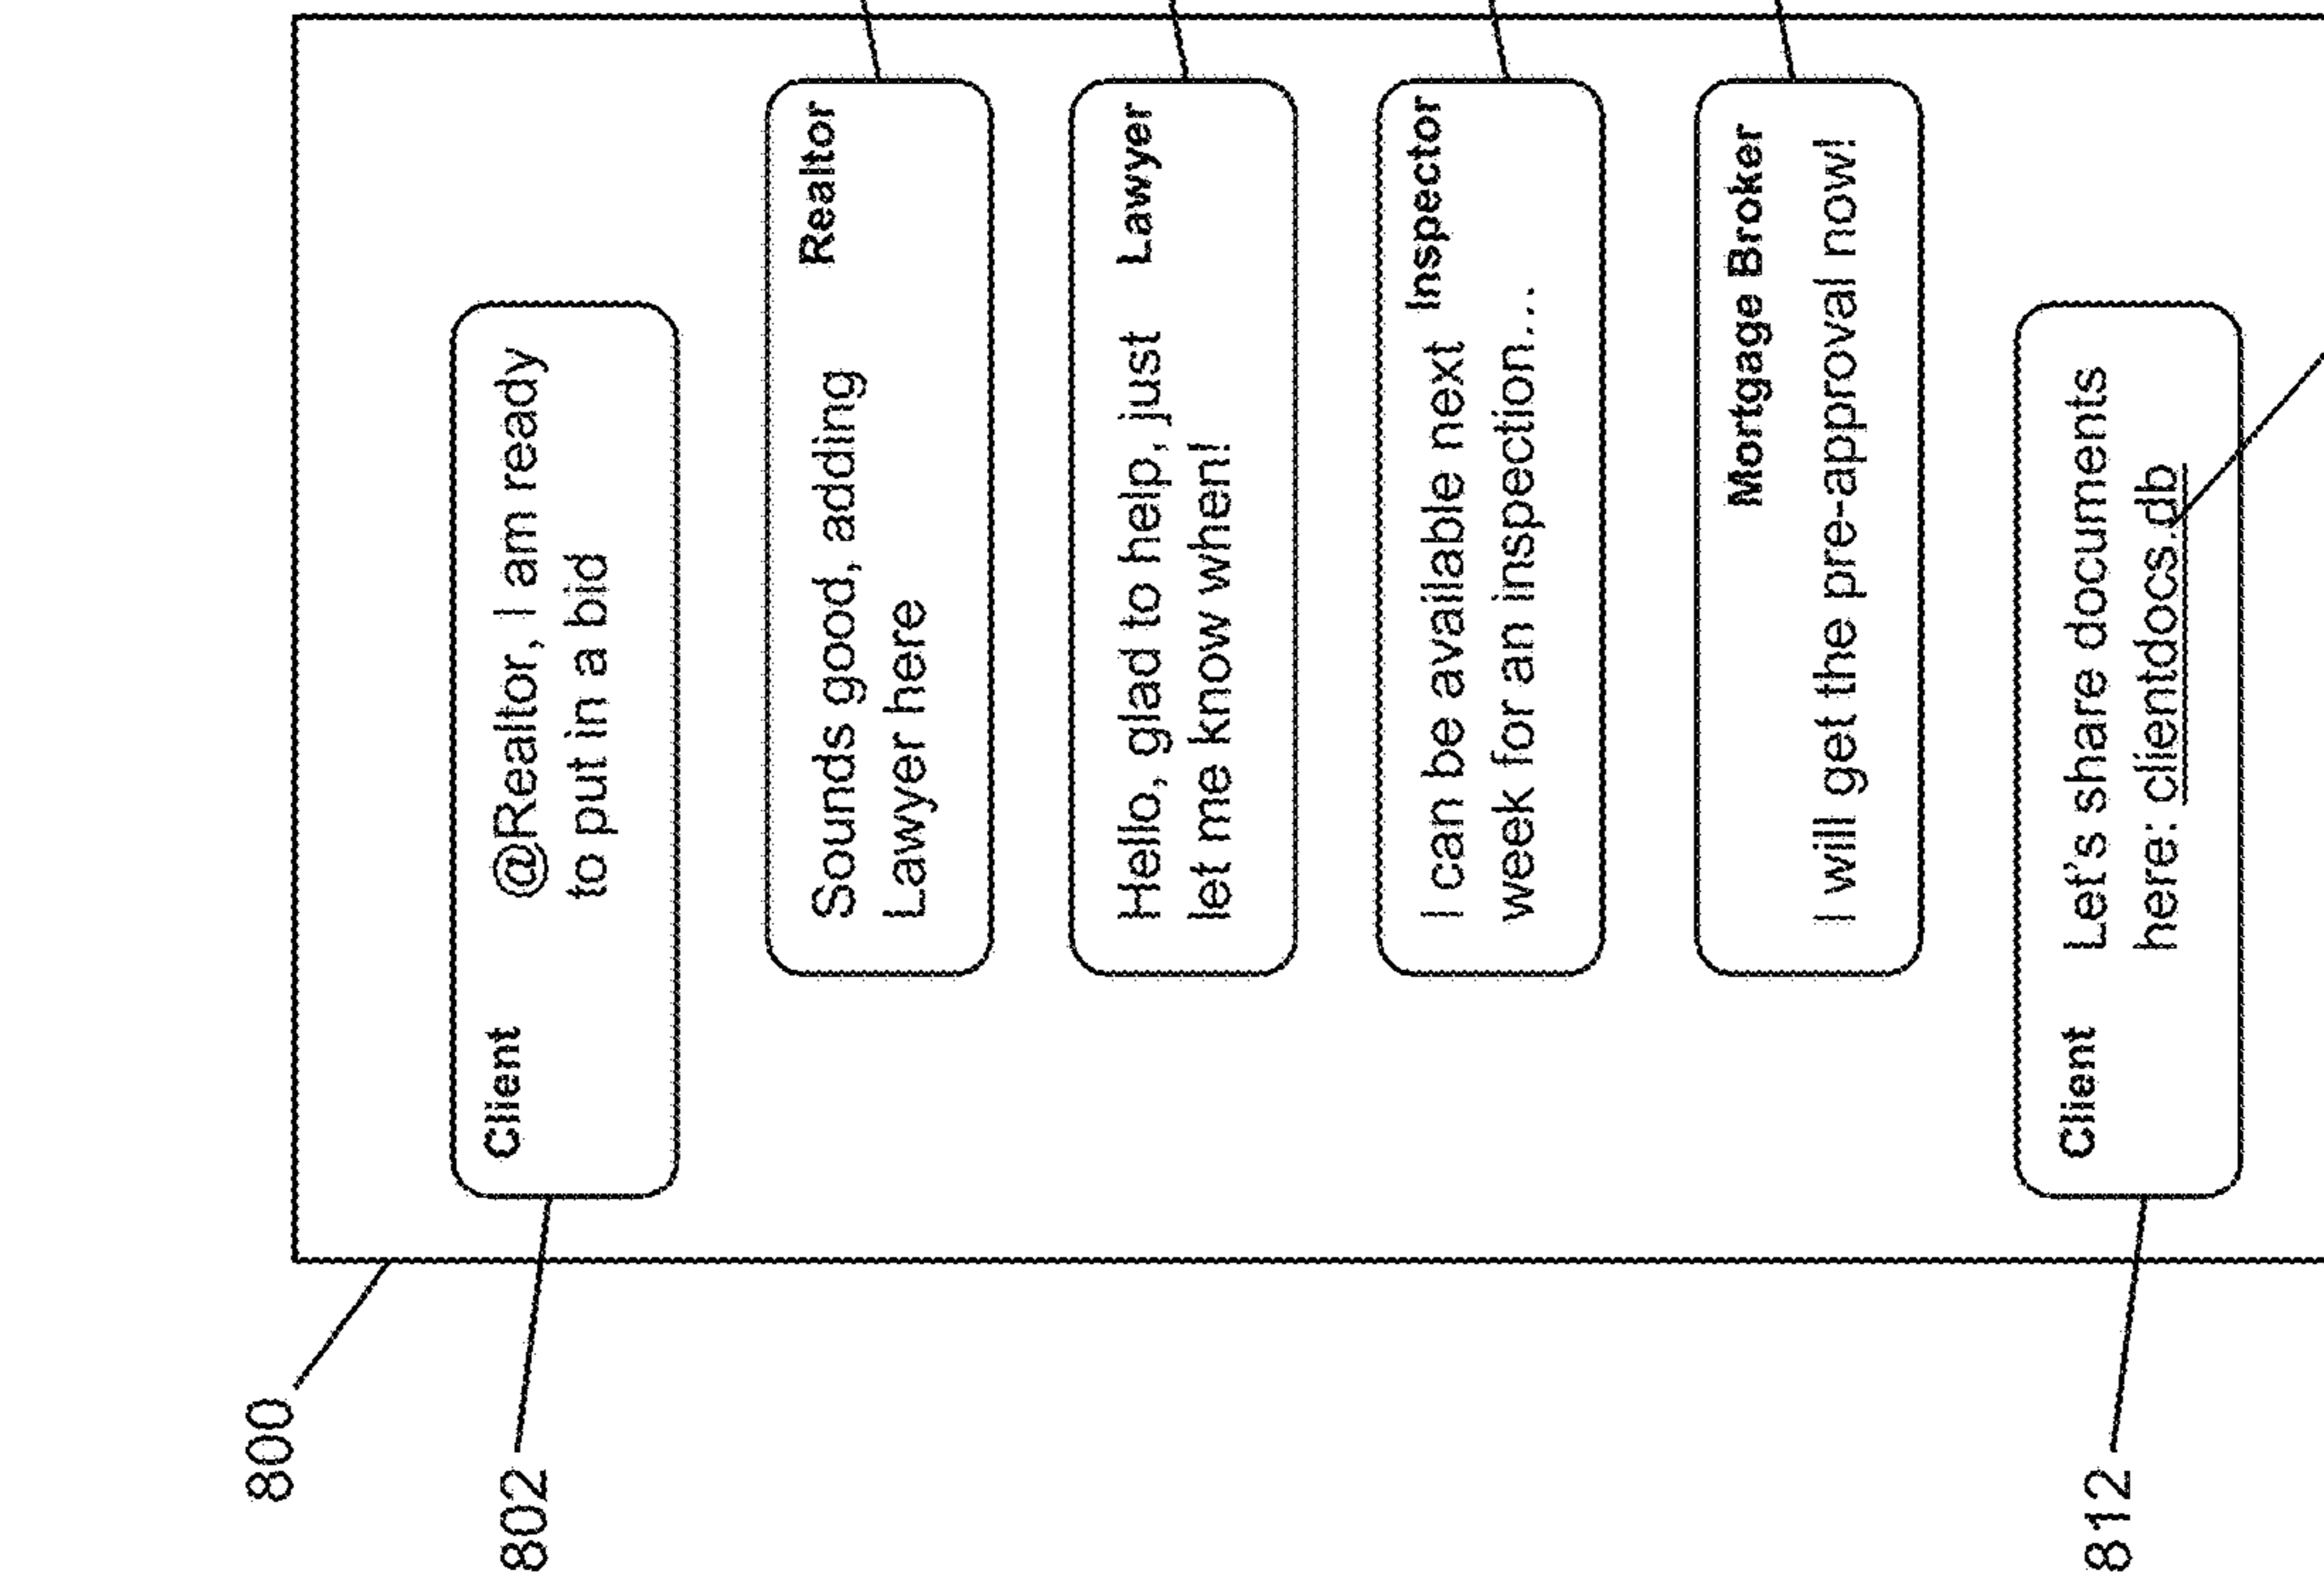 800
802
Client @Realtor, I am ready
to put in a bid
Realtor
Sounds good, adding
Lawyer here
Lawyer
Hello, glad to help, just
let me know when!
Inspector
I can be available next
week for an inspection...
Mortgage Broker
I will get the pre-approval now!
812
Client Let's share documents
here: clientdocs.db